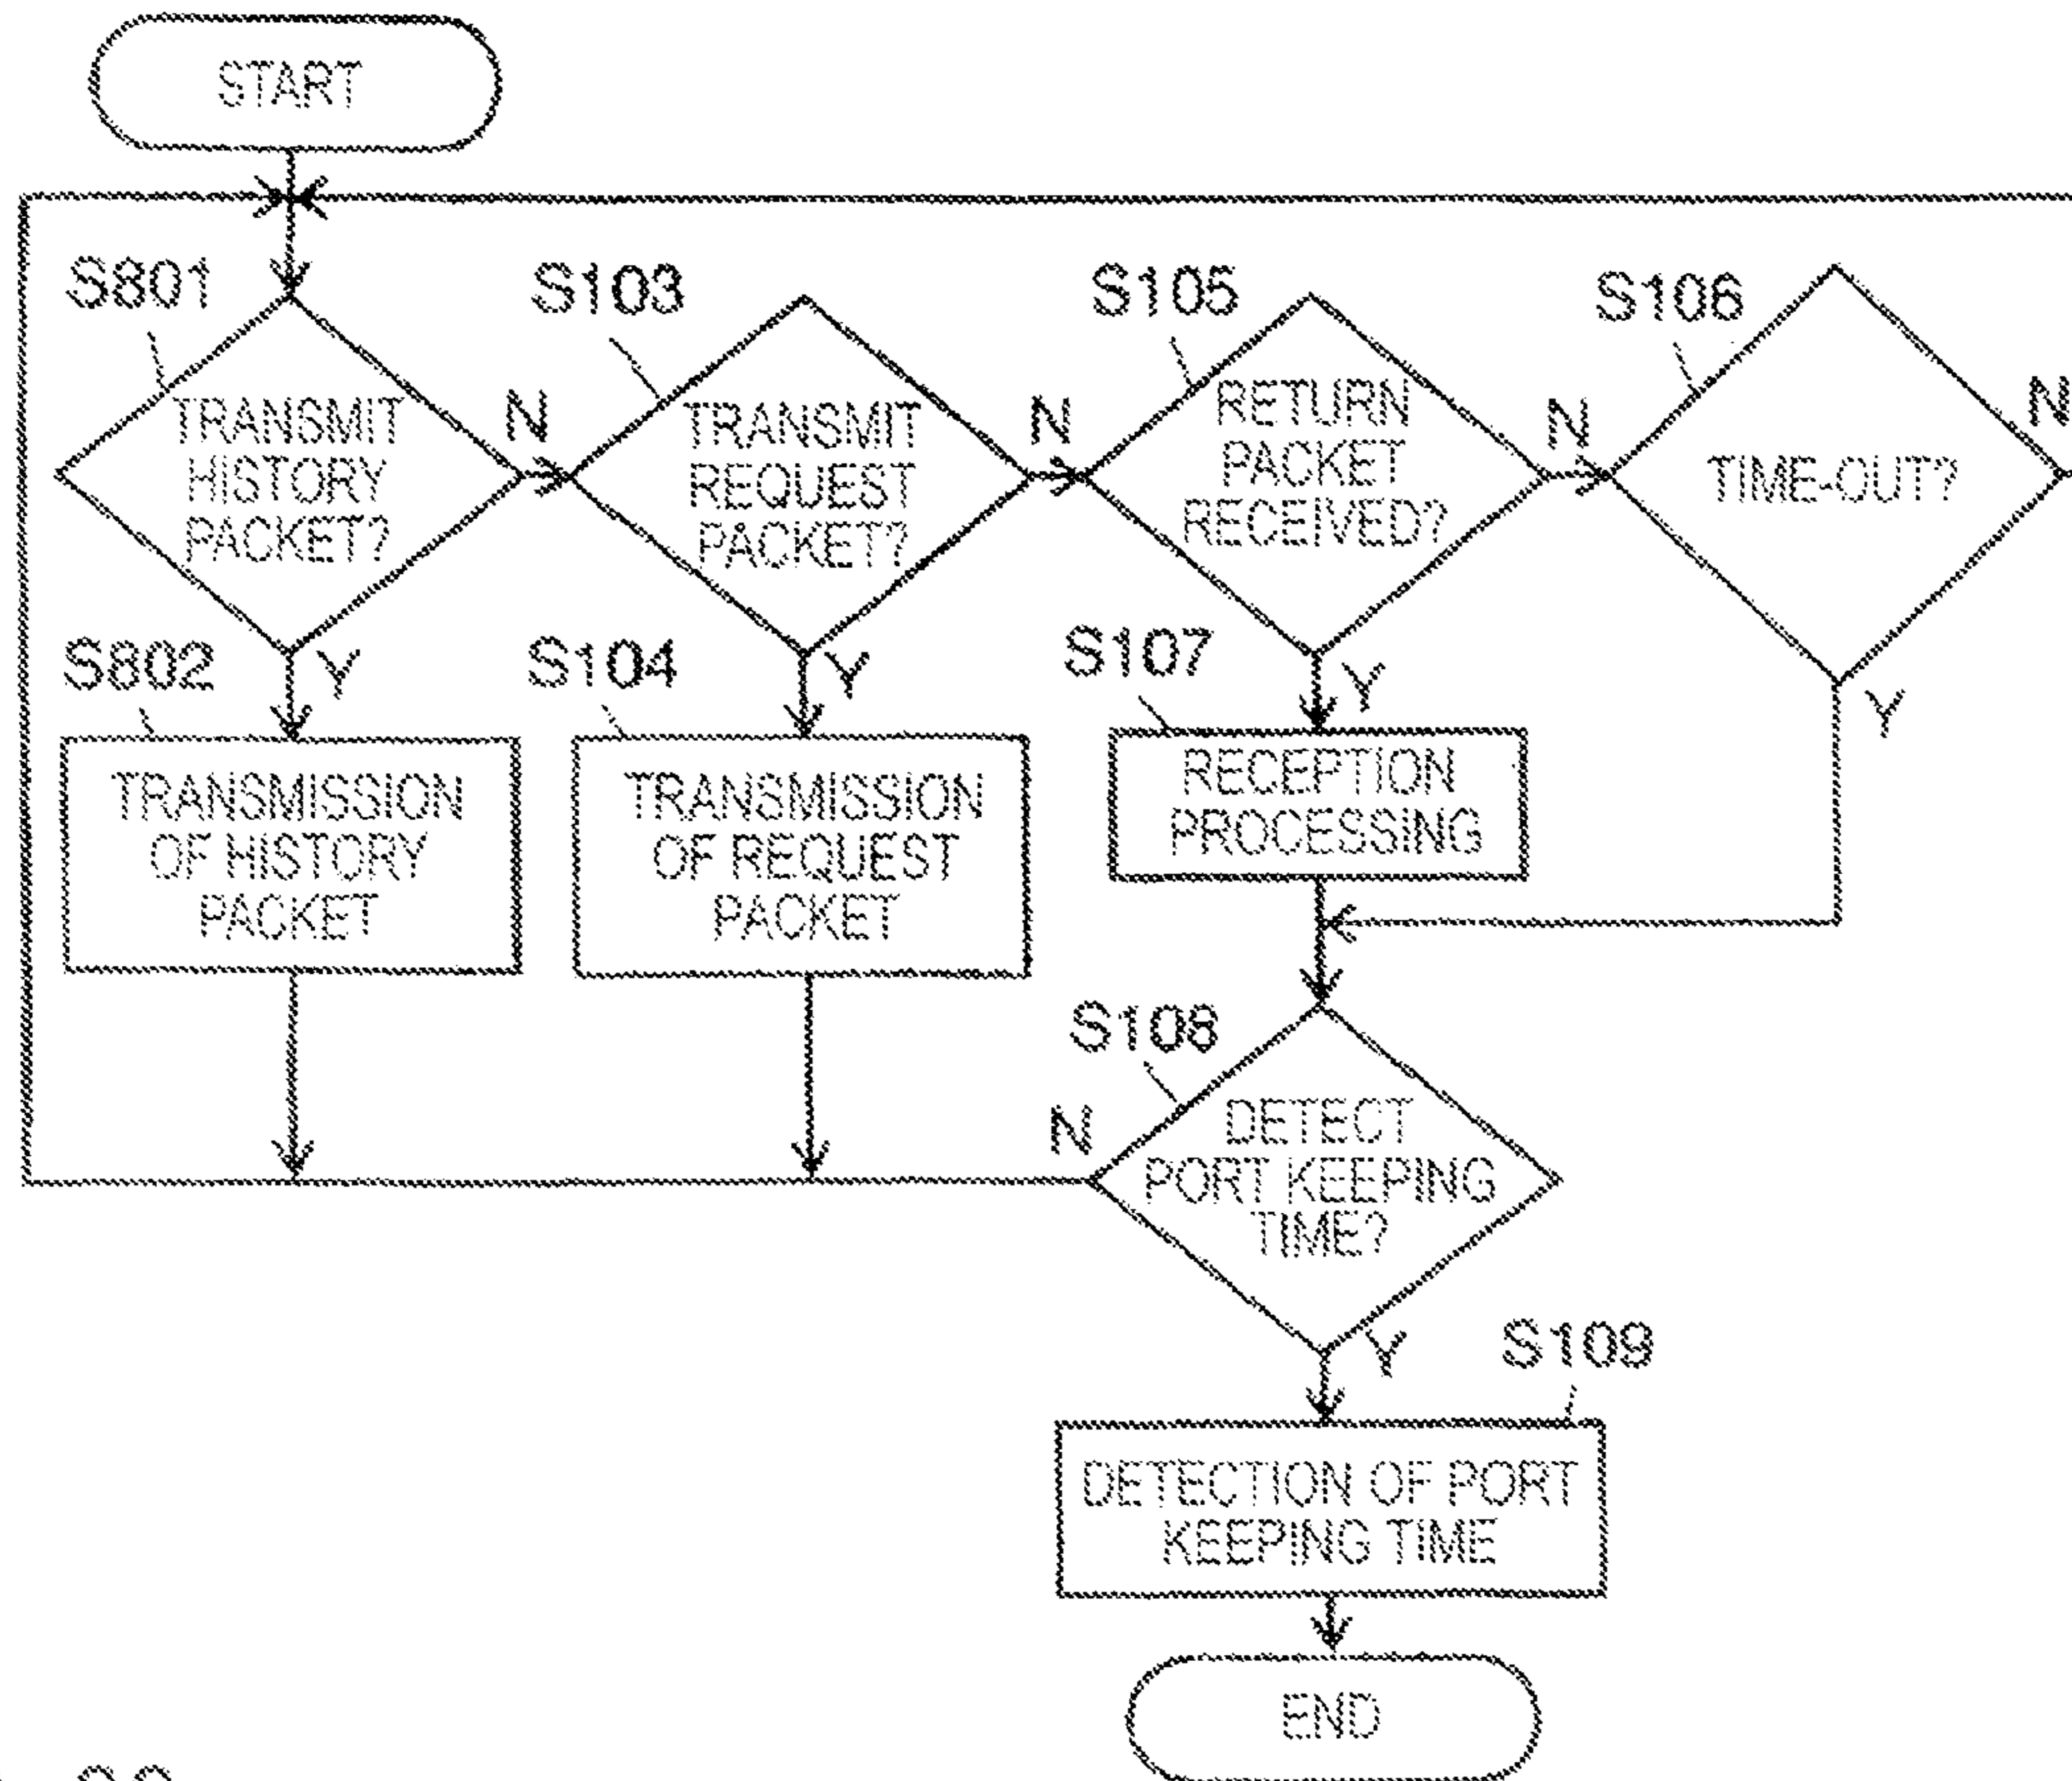 START
S801
S103
S105
S106
TRANSMIT
HISTORY
PACKET?
N
TRANSMIT
REQUEST
PACKET?
N
RETURN
PACKET
RECEIVED?
N
TIME-OUT?
N
S802
Y
S104
Y
S107
Y
Y
TRANSMISSION
OF HISTORY
PACKET
TRANSMISSION
OF REQUEST
PACKET
RECEPTION
PROCESSING
S108
N
DETECT
PORT KEEPING
TIME?
Y
S109
DETECTION OF PORT
KEEPING TIME
END